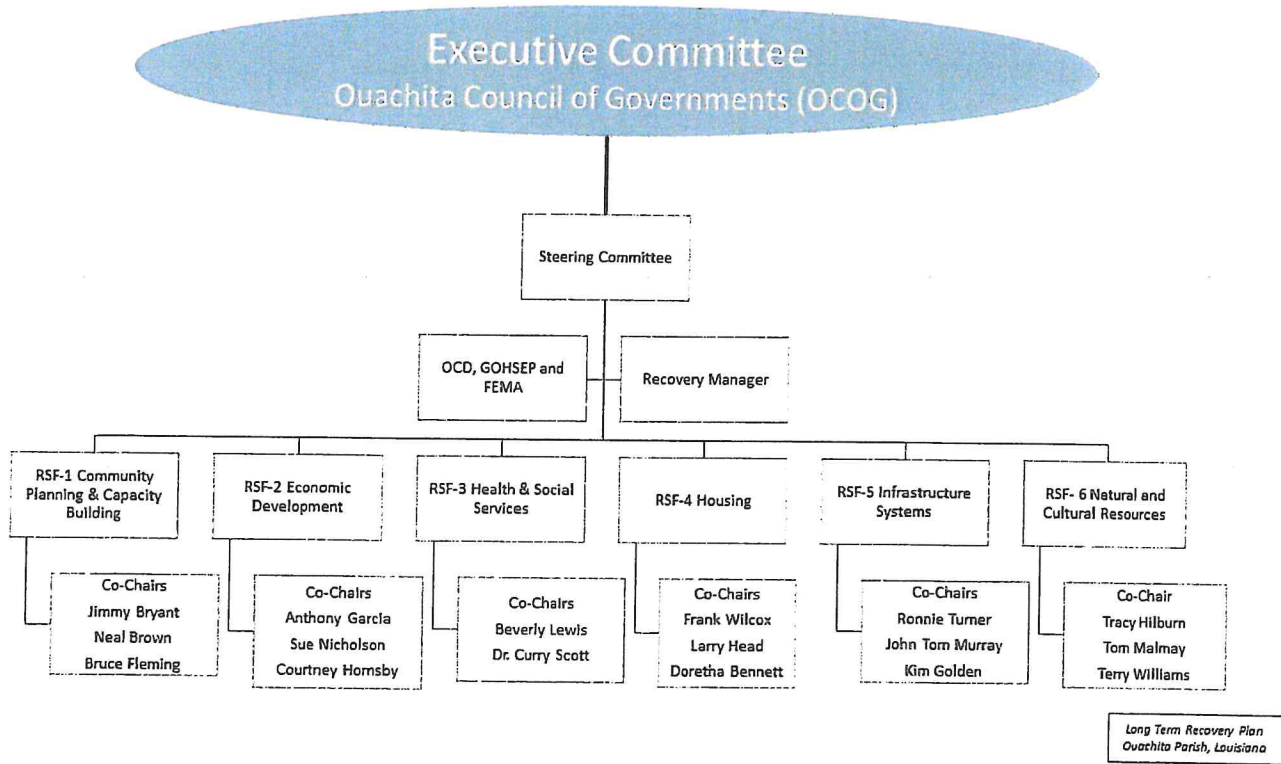 Executive Committee
Ouachita Council of Governments (OCOG)
Steering Committee
OCD, GOHSEP and
FEMA
Recovery Manager
RSF-1 Community
Planning & Capacity
Building
RSF-2 Economic
Development
RSF-3 Health & Social
Services
RSF-4 Housing
RSF-5 Infrastructure
Systems
RSF- 6 Natural and
Cultural Resources
Co-Chairs
Jimmy Bryant
Neal Brown
Bruce Fleming
Co-Chairs
Anthony Garcia
Sue Nicholson
Courtney Hornsby
Co-Chairs
Beverly Lewis
Dr. Curry Scott
Co-Chairs
Frank Wilcox
Larry Head
Doretha Bennett
Co-Chairs
Ronnie Turner
John Tom Murray
Kim Golden
Co-Chair
Tracy Hilburn
Tom Malmay
Terry Williams
Long Term Recovery Plan
Ouachita Parish, Louisiana